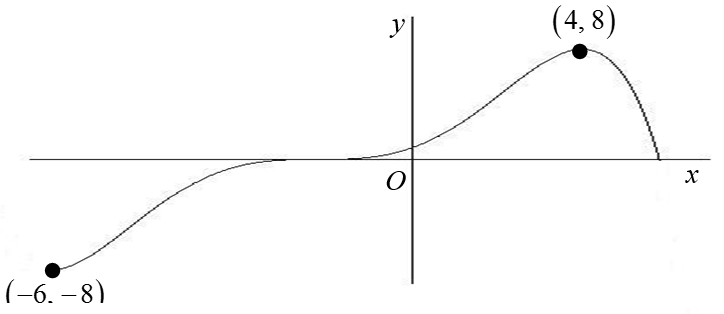 y
(4, 8)
O
x
(−6, −8)